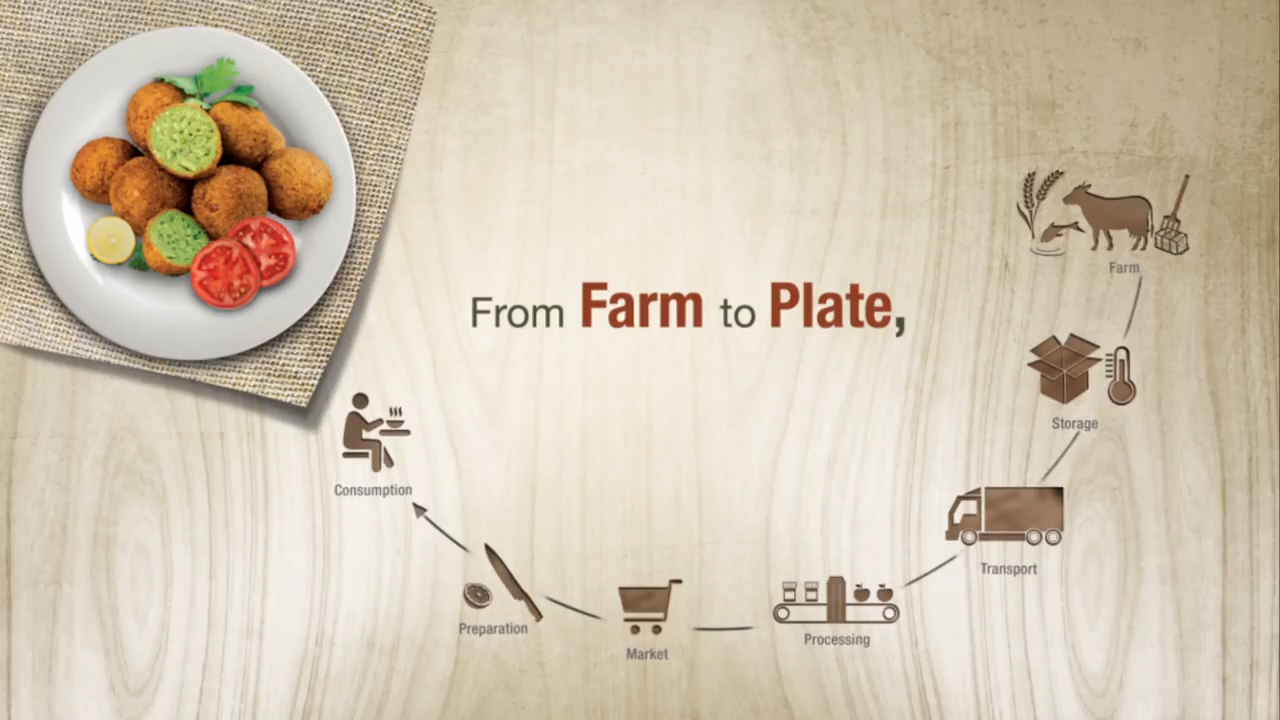 From Farm to Plate,
Farm
Storage
Transport
Processing
Market
Preparation
Consumption